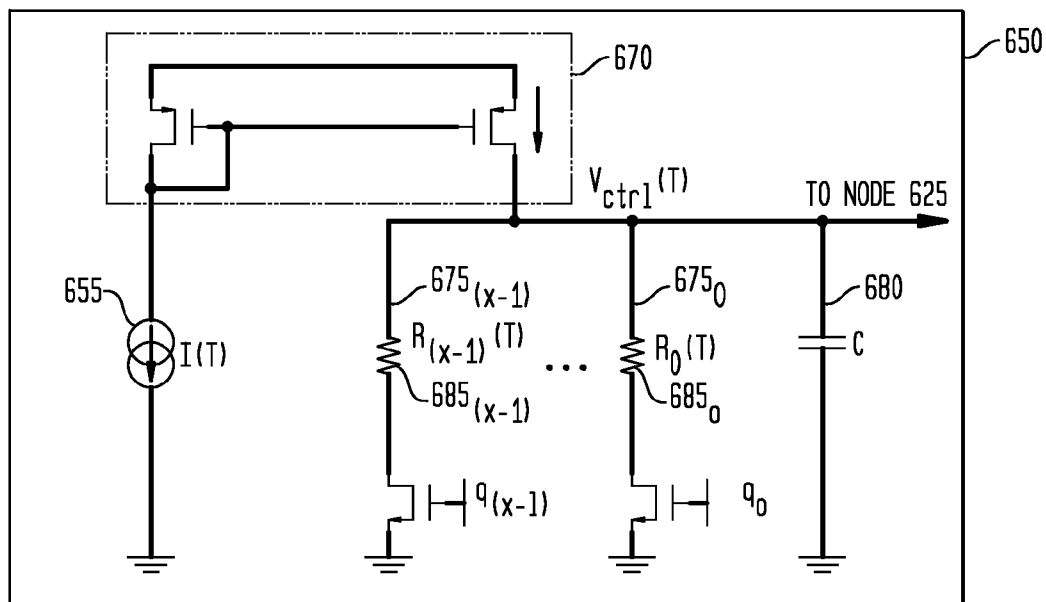 650
670
V_ctrl(T)
TO NODE 625
655
I(T)
675_(x-1)
R_(x-1)(T)
685_(x-1)
...
675_0
R_0(T)
685_0
680
C
q_(x-1)
q_0